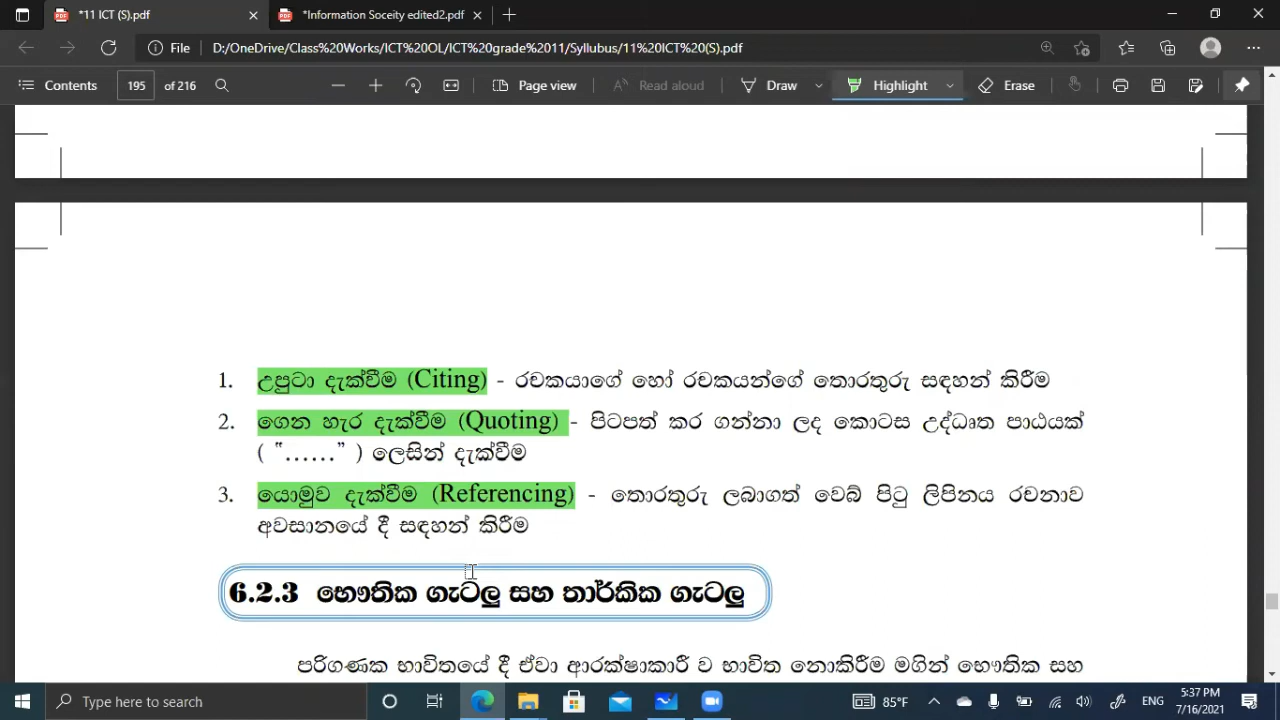 *11 ICT (S).pdf
*Information Soceity edited2.pdf
File D:/OneDrive/Class%20Works/ICT%20OL/ICT%20grade%2011/Syllubus/11%20ICT%20(S).pdf
Contents 195 of 216 Page view Read aloud Draw Highlight Erase
1. උපුටා දැක්වීම (Citing) - රචකයාගේ හෝ රචකයන්ගේ තොරතුරු සඳහන් කිරීම
2. ගෙන හැර දැක්වීම (Quoting) - පිටපත් කර ගන්නා ලද කොටස උද්ධෘත පාඨයක්
( “......” ) ලෙසින් දැක්වීම
3. යොමුව දැක්වීම (Referencing) - තොරතුරු ලබාගත් වෙබ් පිටු ලිපිනය රචනාව
අවසානයේ දී සඳහන් කිරීම
6.2.3 භෞතික ගැටලු සහ තාර්කික ගැටලු
පරිගණක භාවිතයේ දී ඒවා ආරක්ෂාකාරී ව භාවිත නොකිරීම මගින් භෞතික සහ
Type here to search
85°F
ENG
5:37 PM
7/16/2021